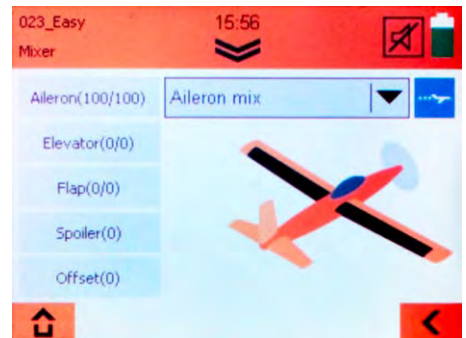 023_Easy
15:56
Mixer
Aileron(100/100)
Aileron mix
Elevator(0/0)
Flap(0/0)
Spoiler(0)
Offset(0)